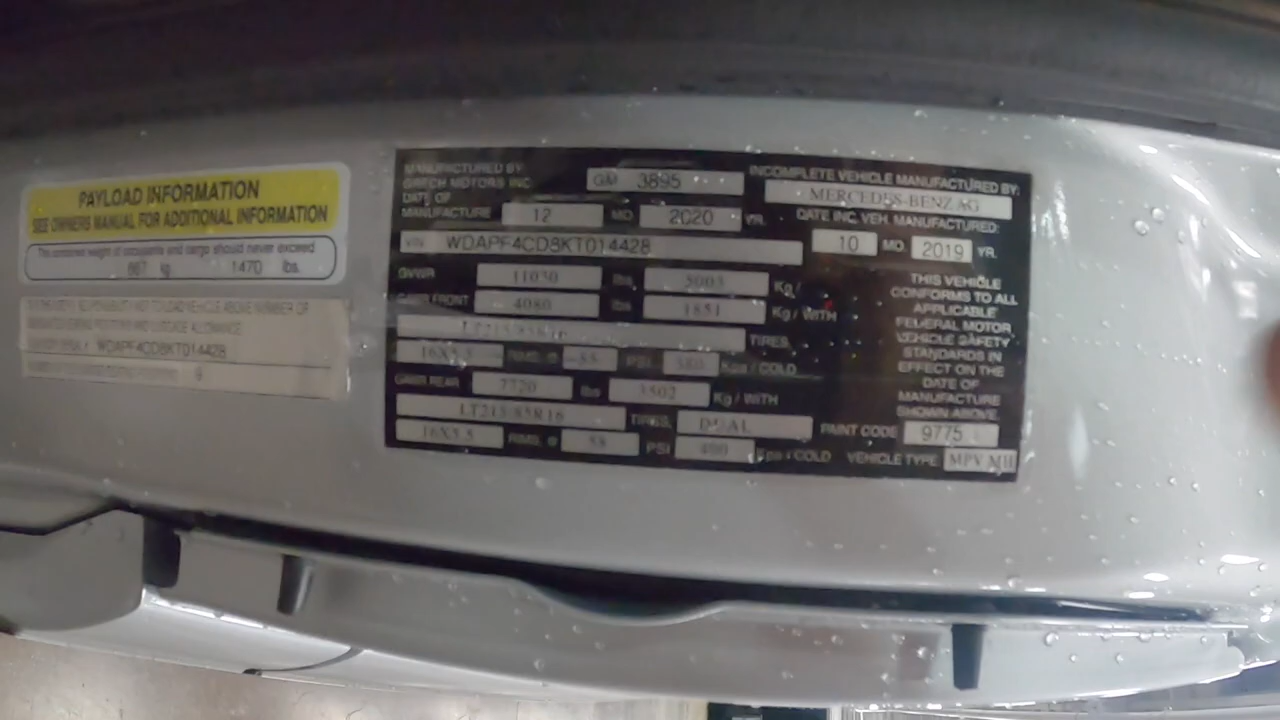 PAYLOAD INFORMATION
SEE OWNERS MANUAL FOR ADDITIONAL INFORMATION
The combined weight of occupants and cargo should never exceed
667 kg 1470 lbs.
WDAPF4CD8KT014428
MANUFACTURED BY:
MOTORS INC
GM 3895
DATE OF
MANUFACTURE 12 MO. 2020 YR.
VIN WDAPF4CD8KT014428
GVWR 11030 lbs 5003 Kg /
GAWR FRONT 4080 lbs 1851 Kg / WITH
TIRES,
16X5.5 RIMS, @ 55 PSI 380 Kpa / COLD
GAWR REAR 7720 lbs 3502 Kg / WITH
LT215/85R16 TIRES, DUAL
16X5.5 RIMS, @ 58 PSI 400 Kpa / COLD
INCOMPLETE VEHICLE MANUFACTURED BY:
MERCEDES-BENZ AG
DATE INC. VEH. MANUFACTURED:
10 MO. 2019 YR.
THIS VEHICLE
CONFORMS TO ALL
APPLICABLE
FEDERAL MOTOR
VEHICLE SAFETY
STANDARDS IN
EFFECT ON THE
DATE OF
MANUFACTURE
SHOWN ABOVE.
PAINT CODE 9775
VEHICLE TYPE MPV MH